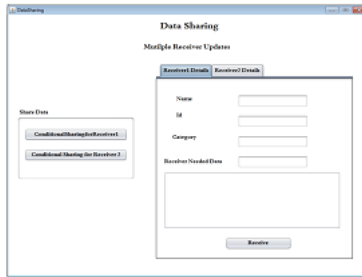 DataSharing
Data Sharing
Mutilple Receiver Updates
Receiver1 Details Receiver2 Details
Name
Id
Category
Receiver Needed Data
Share Data
ConditionalSharingforReceiver1
Conditional Sharing for Receiver 2
Receive